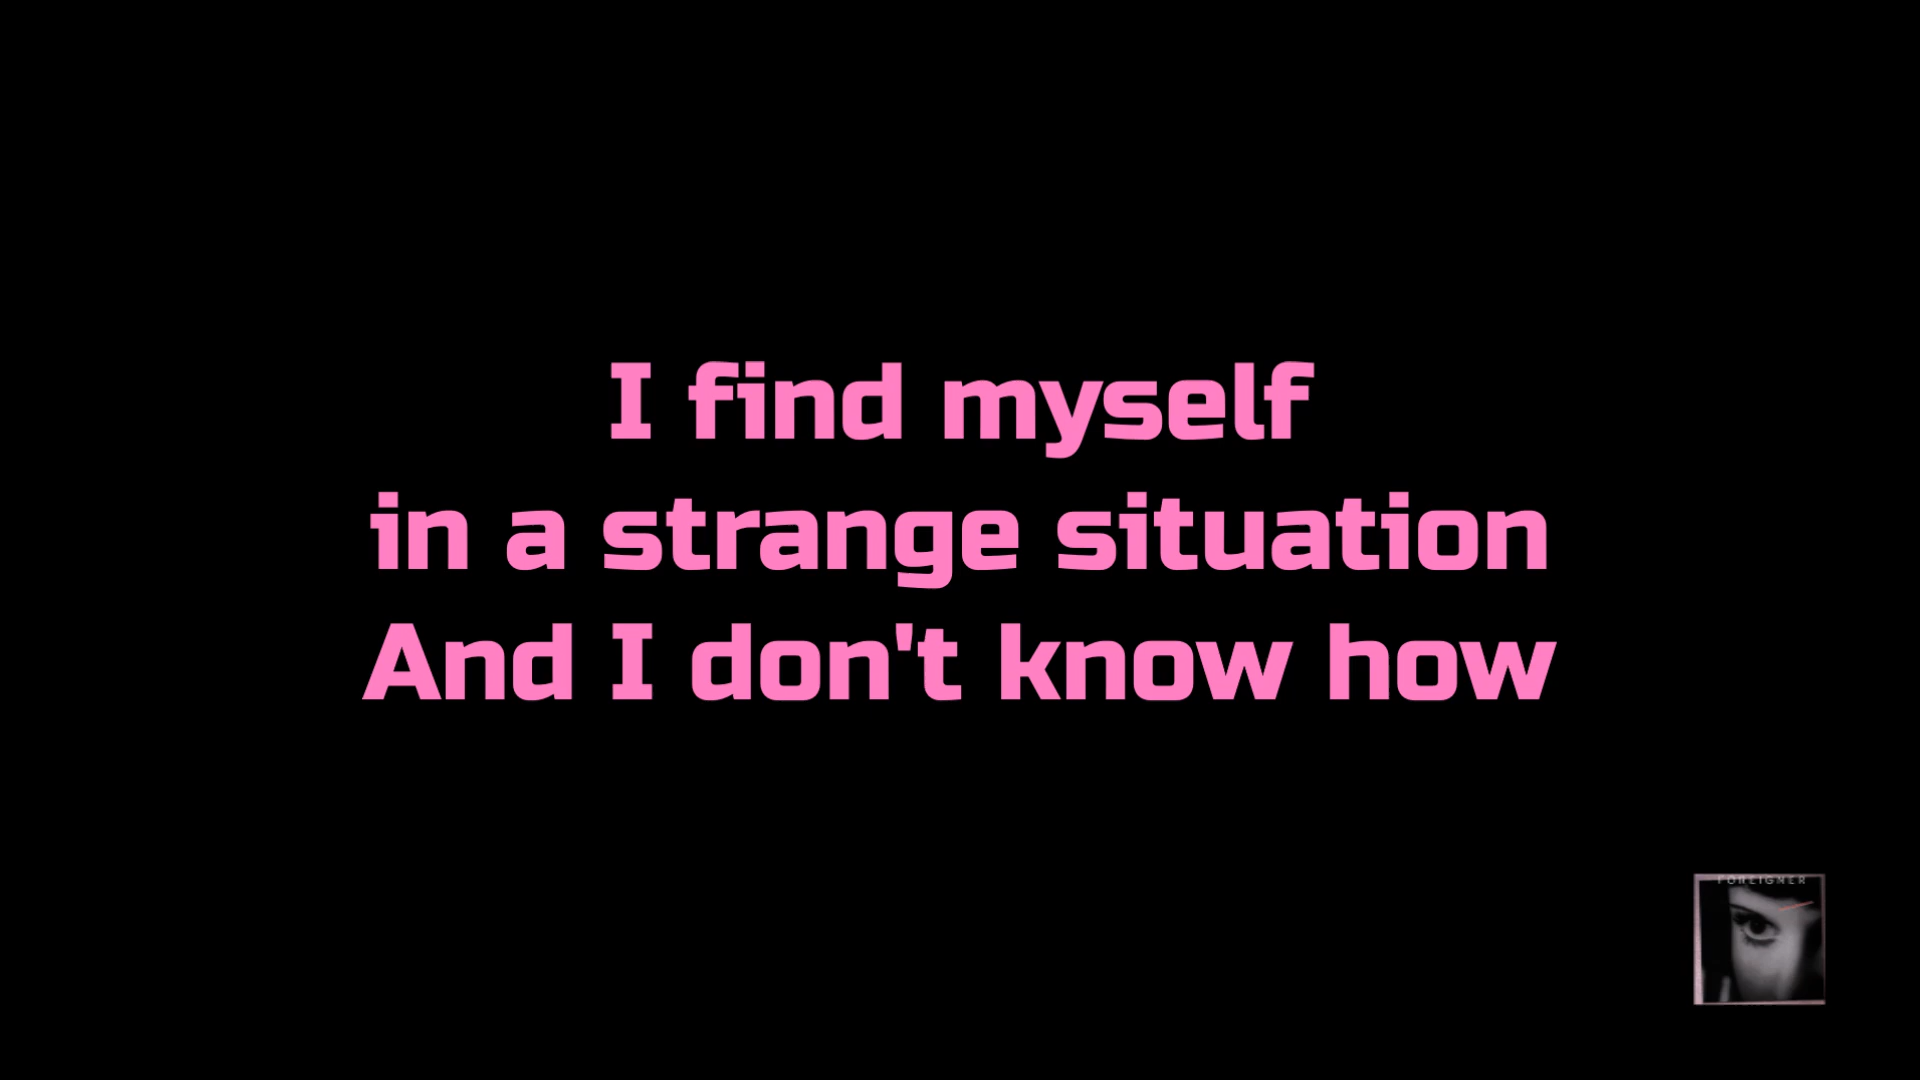 I find myself
in a strange situation
And I don't know how
FOREIGNER